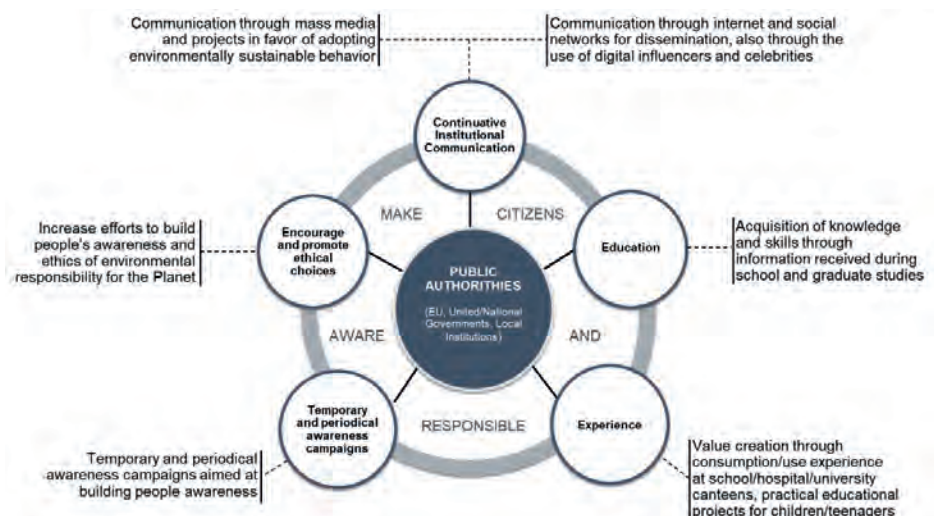 Communication through mass media
and projects in favor of adopting
environmentally sustainable behavior
Communication through internet and social
networks for dissemination, also through the
use of digital influencers and celebrities
Continuative
Institutional
Communication
MAKE
CITIZENS
Increase efforts to build
people's awareness and
ethics of environmental
responsibility for the Planet
Encourage
and promote
ethical
choices
Education
Acquisition of knowledge
and skills through
information received during
school and graduate studies
PUBLIC
AUTHORITHIES
(EU, United/National
Governments, Local
Institutions)
AWARE
AND
Temporary
and periodical
awareness
campaigns
RESPONSIBLE
Experience
Temporary and periodical
awareness campaigns aimed at
building people awareness
Value creation through
consumption/use experience
at school/hospital/university
canteens, practical educational
projects for children/teenagers